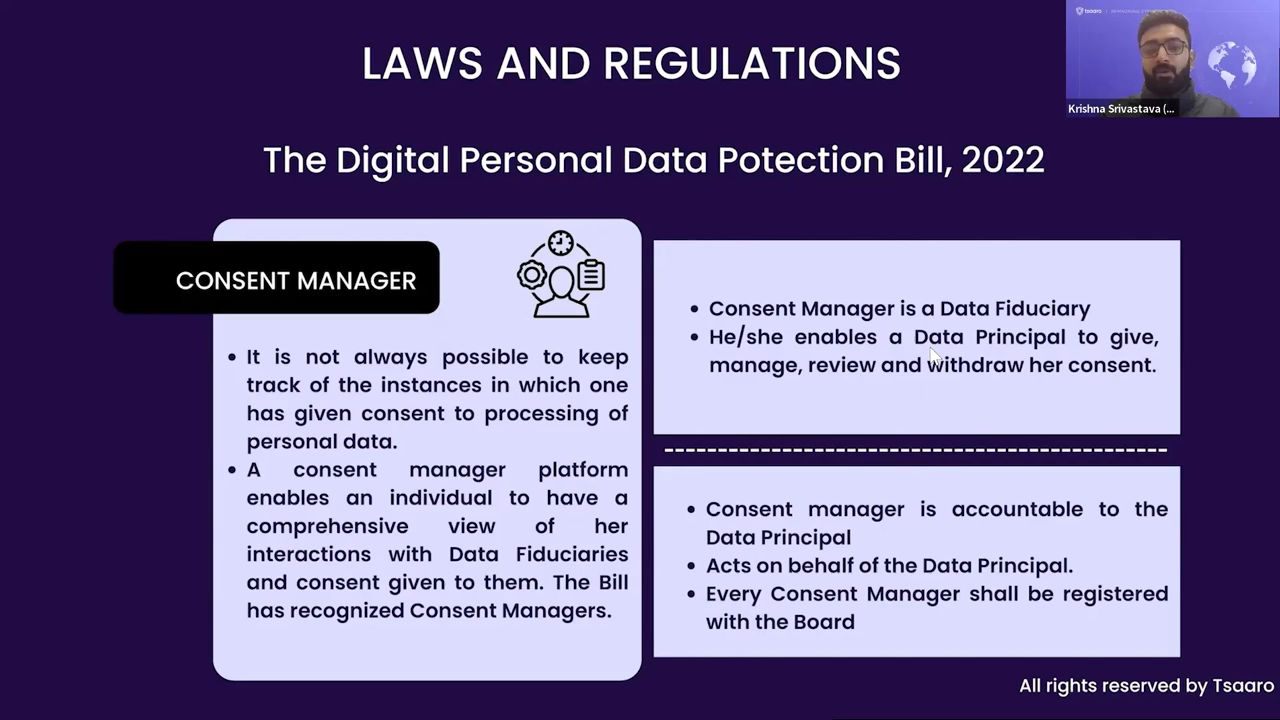 LAWS AND REGULATIONS
tsaaro
Krishna Srivastava (...
The Digital Personal Data Potection Bill, 2022
CONSENT MANAGER
• It is not always possible to keep
track of the instances in which one
has given consent to processing of
personal data.
• A consent manager platform
enables an individual to have a
comprehensive view of her
interactions with Data Fiduciaries
and consent given to them. The Bill
has recognized Consent Managers.
• Consent Manager is a Data Fiduciary
• He/she enables a Data Principal to give,
manage, review and withdraw her consent.
• Consent manager is accountable to the
Data Principal
• Acts on behalf of the Data Principal.
• Every Consent Manager shall be registered
with the Board
All rights reserved by Tsaaro